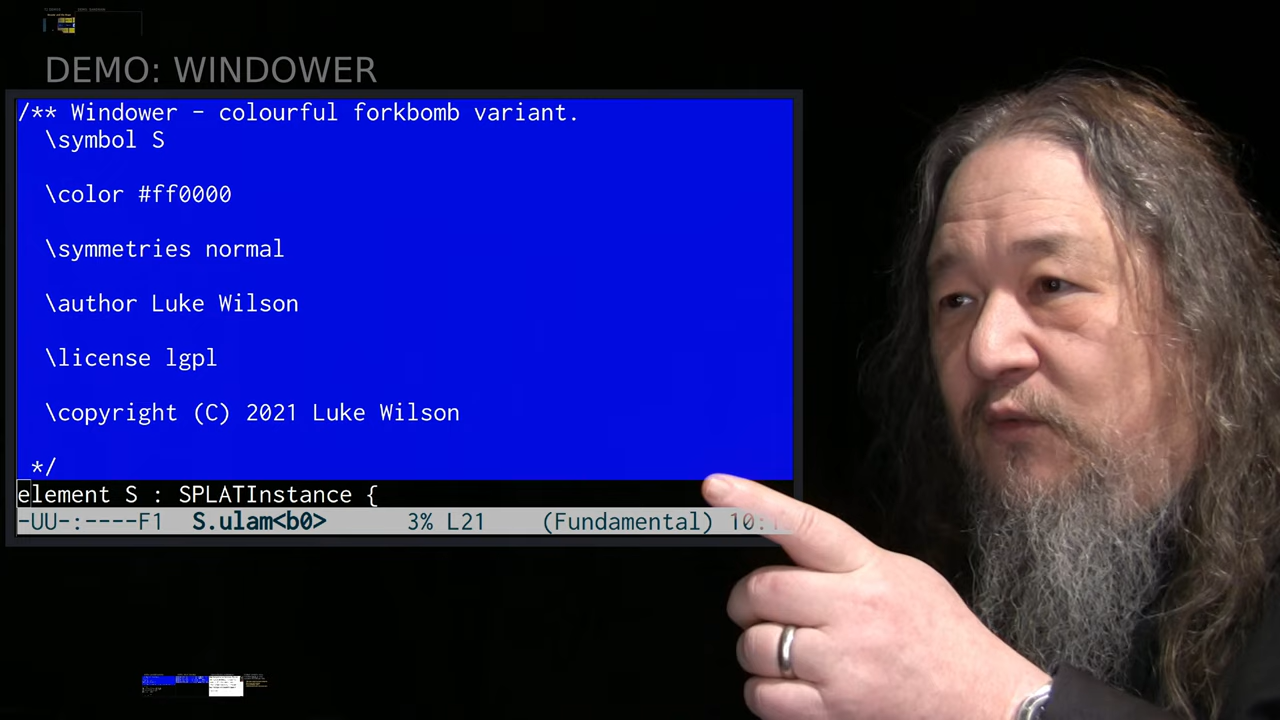 DEMO: WINDOWER
/** Windower - colourful forkbomb variant.
\symbol S
\color #ff0000
\symmetries normal
\author Luke Wilson
\license lgpl
\copyright (C) 2021 Luke Wilson
*/
element S : SPLATInstance {
-UU-:----F1 S.ulam<b0> 3% L21 (Fundamental)